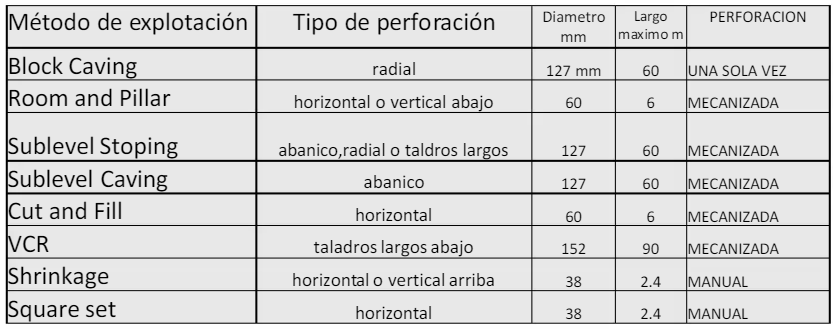 Método de explotación Tipo de perforación Diametro mm Largo maximo m PERFORACION
Block Caving radial 127 mm 60 UNA SOLA VEZ
Room and Pillar horizontal o vertical abajo 60 6 MECANIZADA
Sublevel Stoping abanico,radial o taldros largos 127 60 MECANIZADA
Sublevel Caving abanico 127 60 MECANIZADA
Cut and Fill horizontal 60 6 MECANIZADA
VCR taladros largos abajo 152 90 MECANIZADA
Shrinkage horizontal o vertical arriba 38 2.4 MANUAL
Square set horizontal 38 2.4 MANUAL